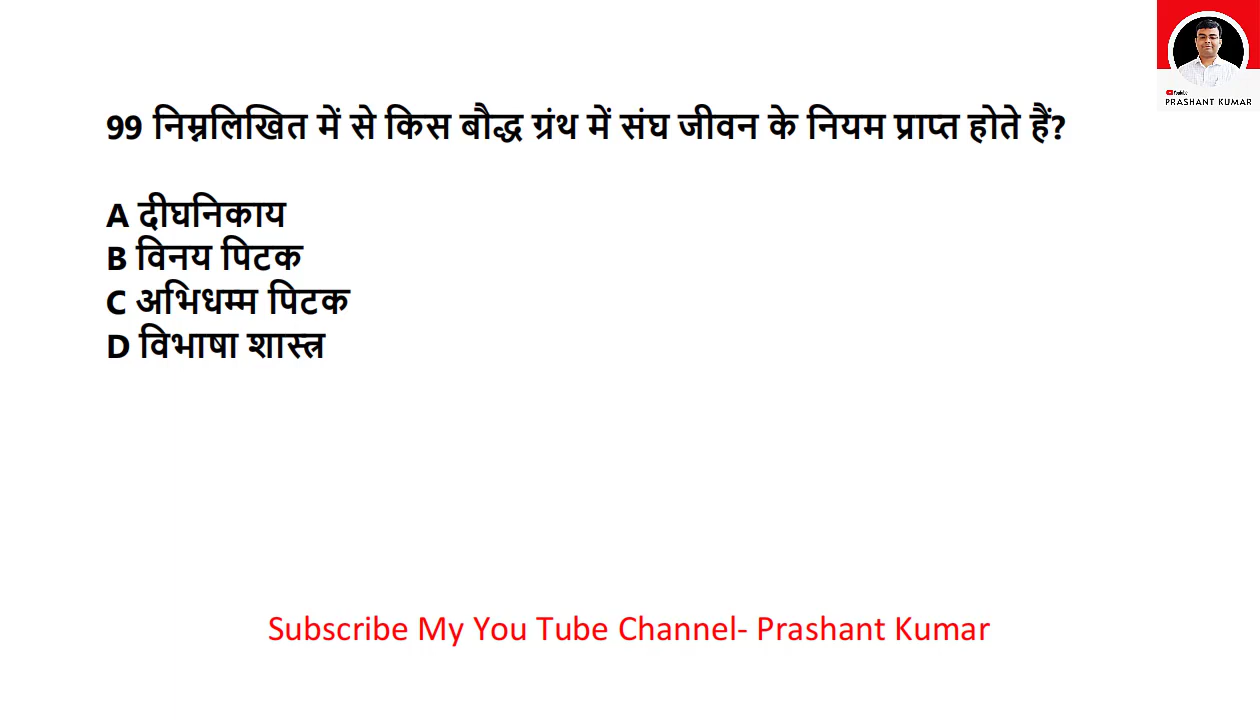 99 निम्नलिखित में से किस बौद्ध ग्रंथ में संघ जीवन के नियम प्राप्त होते हैं?
A दीघनिकाय
B विनय पिटक
C अभिधम्म पिटक
D विभाषा शास्त्र
Subscribe My You Tube Channel- Prashant Kumar
YouTube
PRASHANT KUMAR